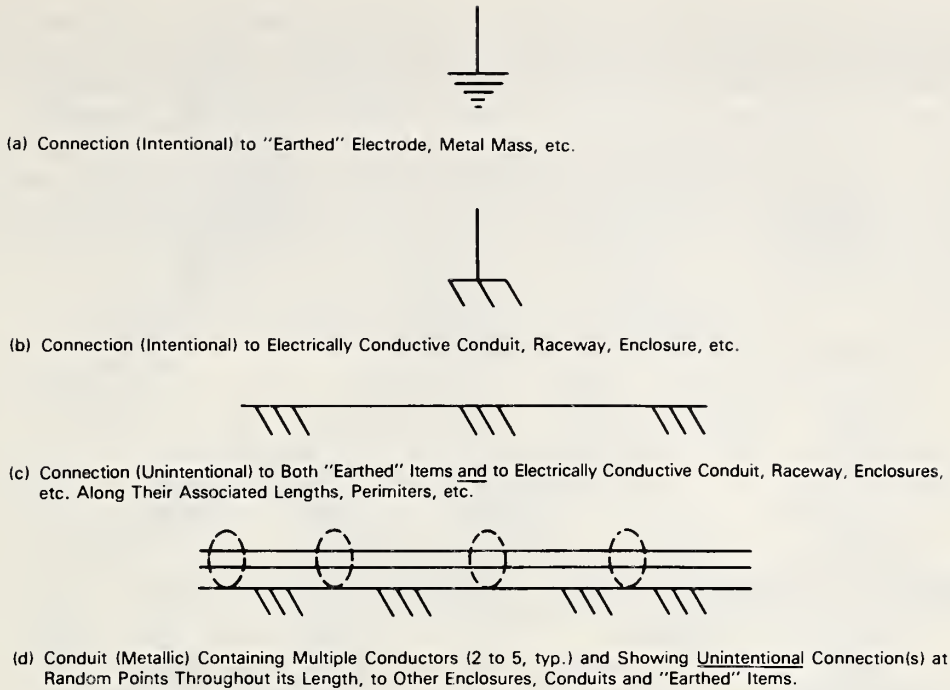 (a) Connection (Intentional) to "Earthed" Electrode, Metal Mass, etc.
(b) Connection (Intentional) to Electrically Conductive Conduit, Raceway, Enclosure, etc.
(c) Connection (Unintentional) to Both "Earthed" Items and to Electrically Conductive Conduit, Raceway, Enclosures,
etc. Along Their Associated Lengths, Perimiters, etc.
(d) Conduit (Metallic) Containing Multiple Conductors (2 to 5, typ.) and Showing Unintentional Connection(s) at
Random Points Throughout its Length, to Other Enclosures, Conduits and "Earthed" Items.